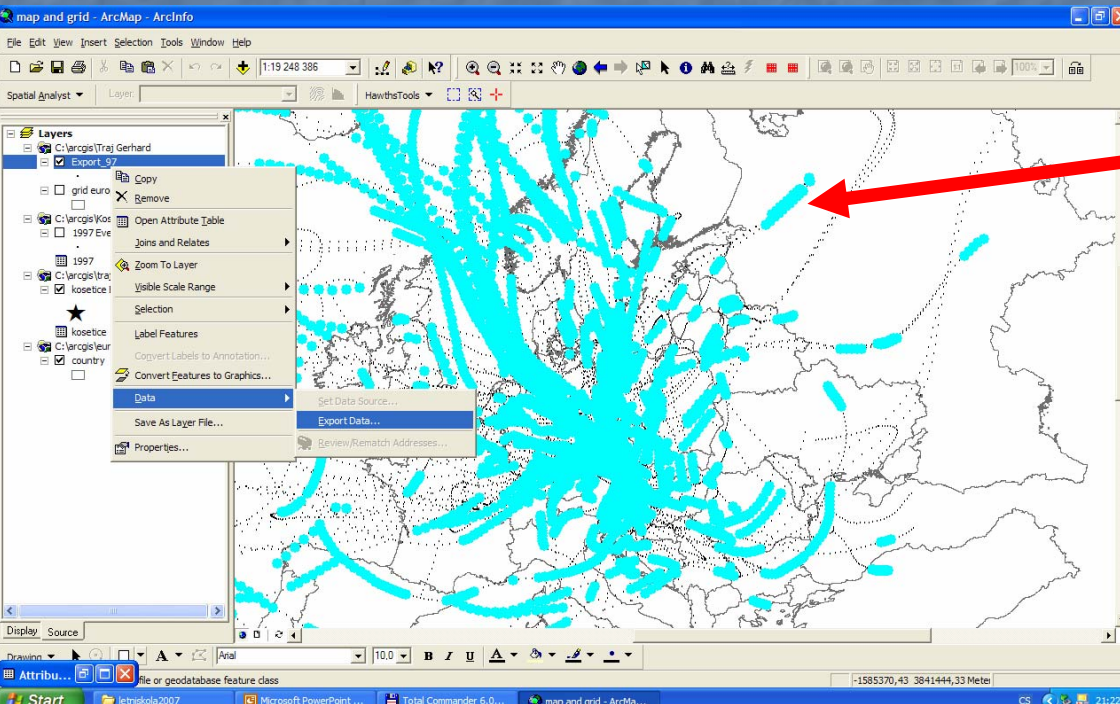 map and grid - ArcMap - ArcInfo
File Edit View Insert Selection Tools Window Help
1:19 248 386
100%
Spatial Analyst Layer: HawthsTools
Layers
C:\arcgis\Traj Gerhard
Export_97
grid euro
C:\arcgis\Kos
1997 Eve
1997
C:\arcgis\traj
kosetice
kosetice
C:\arcgis\eur
country
Copy
Remove
Open Attribute Table
Joins and Relates
Zoom To Layer
Visible Scale Range
Selection
Label Features
Convert Labels to Annotation...
Convert Features to Graphics...
Data
Save As Layer File...
Properties...
Set Data Source...
Export Data...
Review/Rematch Addresses...
Display Source
Drawing A Arial 10,0 B I U A
Attribu... file or geodatabase feature class -1585370,43 3841444,33 Meter
Start letniskola2007 Microsoft PowerPoint ... Total Commander 6.0... map and grid - ArcMa... CS 21:22